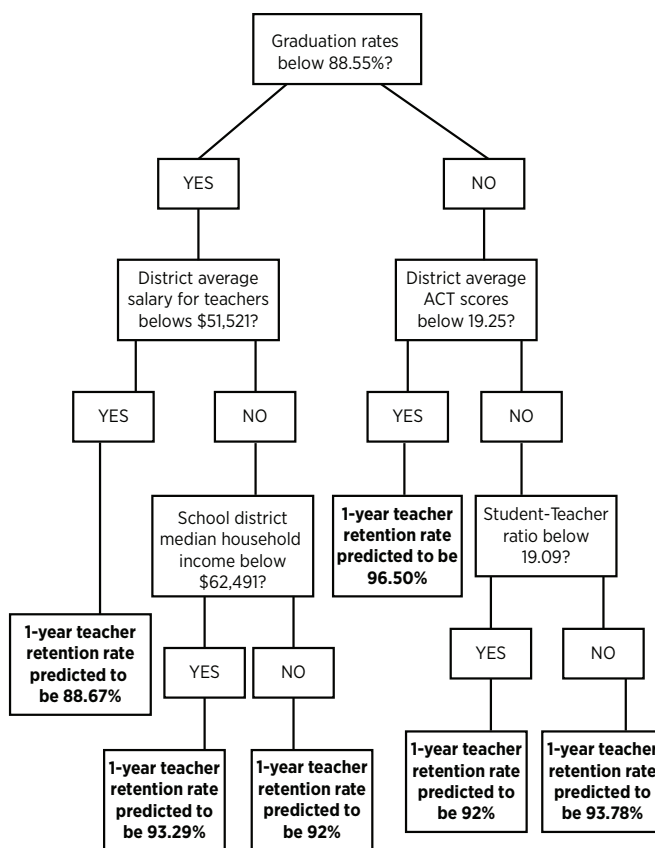 Graduation rates
below 88.55%?
YES
NO
District average
salary for teachers
belows $51,521?
District average
ACT scores
below 19.25?
YES
NO
YES
NO
School district
median household
income below
$62,491?
1-year teacher
retention rate
predicted to be
96.50%
Student-Teacher
ratio below
19.09?
1-year teacher
retention rate
predicted to
be 88.67%
YES
NO
YES
NO
1-year teacher
retention rate
predicted to
be 93.29%
1-year teacher
retention rate
predicted to
be 92%
1-year teacher
retention rate
predicted to
be 92%
1-year teacher
retention rate
predicted to
be 93.78%